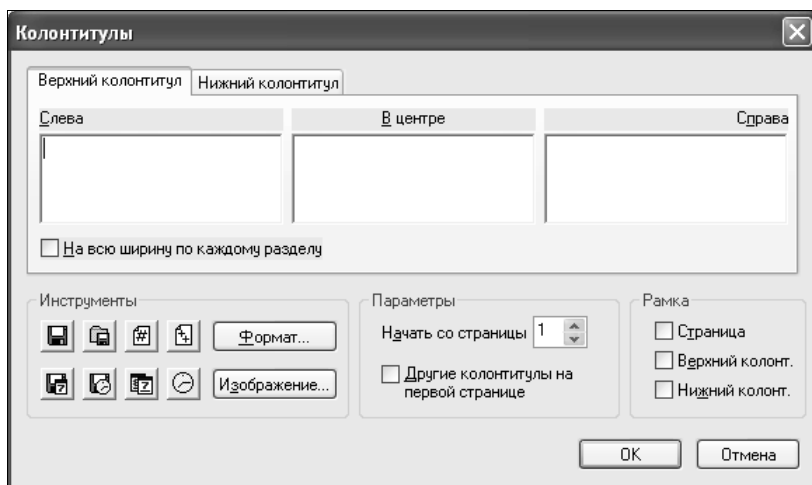 Колонтитулы
Верхний колонтитул Нижний колонтитул
Слева В центре Справа
На всю ширину по каждому разделу
Инструменты Параметры Рамка
Формат... Начать со страницы 1 Страница
Изображение... Другие колонтитулы на первой странице Верхний колонт.
Нижний колонт.
OK Отмена